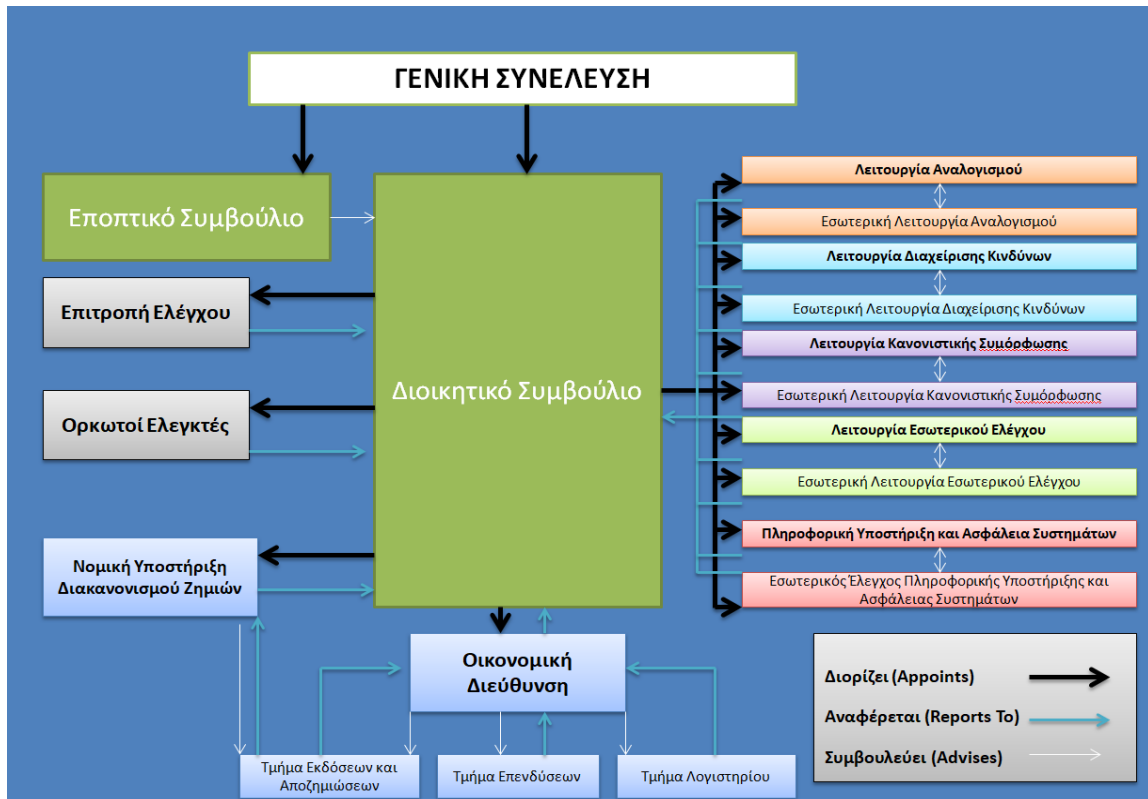 ΓΕΝΙΚΗ ΣΥΝΕΛΕΥΣΗ
Εποπτικό Συμβούλιο
Επιτροπή Ελέγχου
Ορκωτοί Ελεγκτές
Νομική Υποστήριξη
Διακανονισμού Ζημιών
Διοικητικό Συμβούλιο
Οικονομική
Διεύθυνση
Τμήμα Εκδόσεων και
Αποζημιώσεων
Τμήμα Επενδύσεων
Τμήμα Λογιστηρίου
Λειτουργία Αναλογισμού
Εσωτερική Λειτουργία Αναλογισμού
Λειτουργία Διαχείρισης Κινδύνων
Εσωτερική Λειτουργία Διαχείρισης Κινδύνων
Λειτουργία Κανονιστικής Συμόρφωσης
Εσωτερική Λειτουργία Κανονιστικής Συμόρφωσης
Λειτουργία Εσωτερικού Ελέγχου
Εσωτερική Λειτουργία Εσωτερικού Ελέγχου
Πληροφορική Υποστήριξη και Ασφάλεια Συστημάτων
Εσωτερικός Έλεγχος Πληροφορικής Υποστήριξης και
Ασφάλειας Συστημάτων
Διορίζει (Appoints)
Αναφέρεται (Reports To)
Συμβουλεύει (Advises)